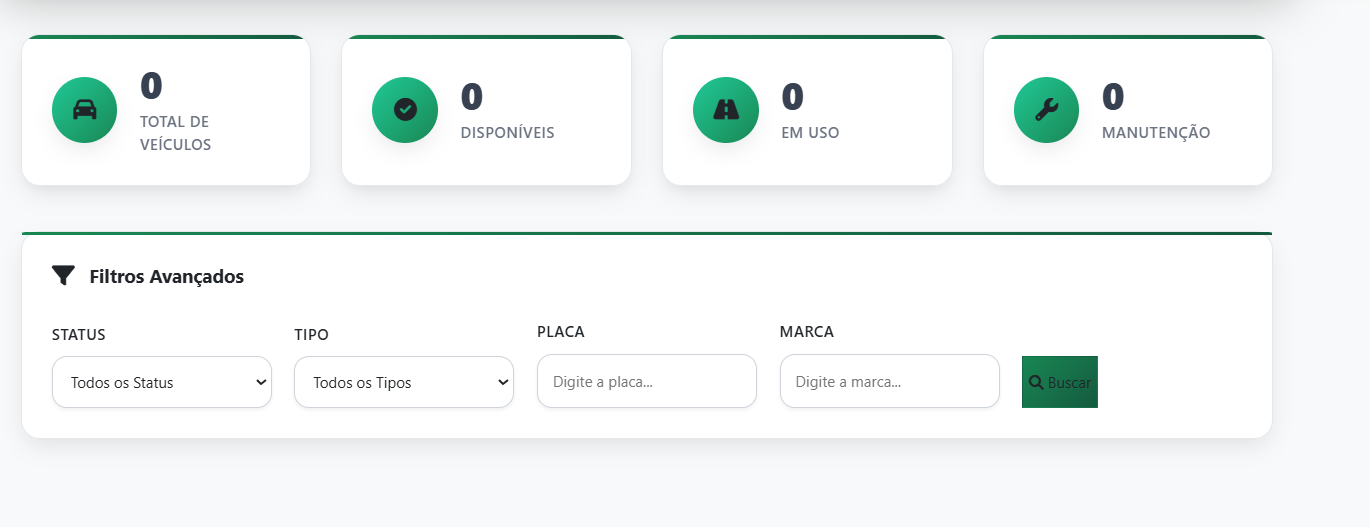 0
TOTAL DE
VEÍCULOS
0
DISPONÍVEIS
0
EM USO
0
MANUTENÇÃO
Filtros Avançados
STATUS
Todos os Status
TIPO
Todos os Tipos
PLACA
Digite a placa...
MARCA
Digite a marca...
Buscar